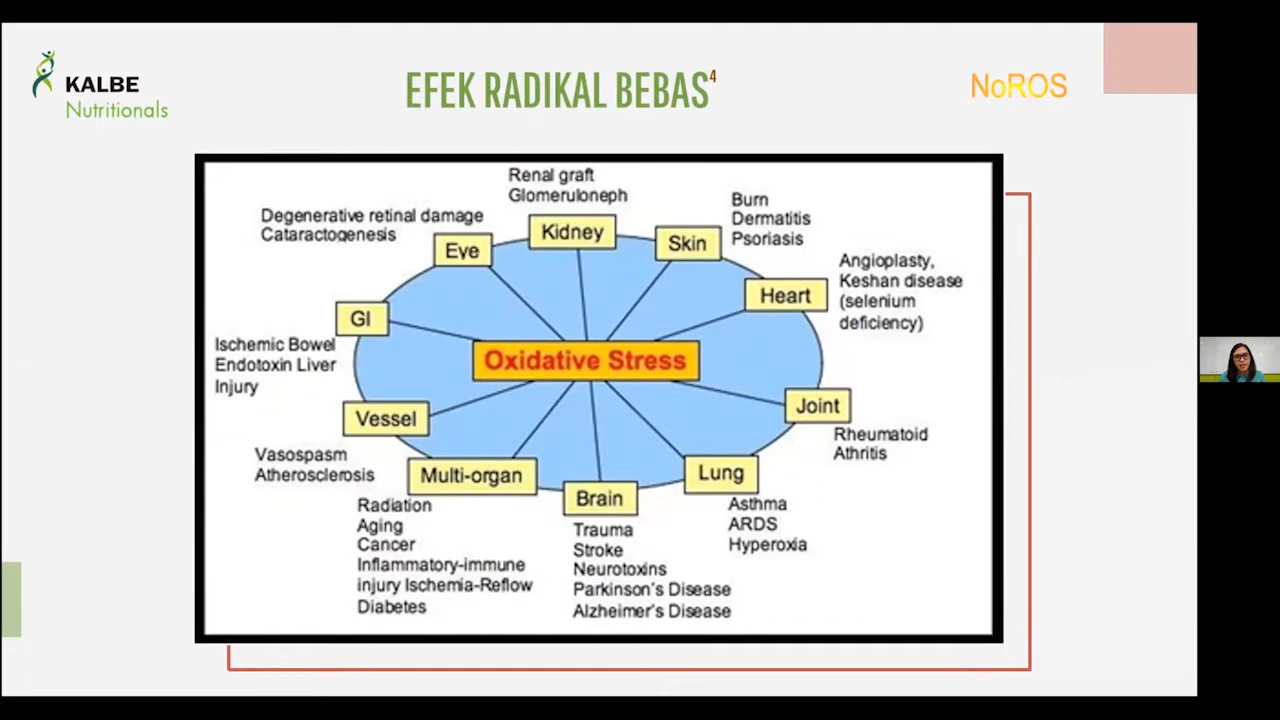 KALBE
Nutritionals
EFEK RADIKAL BEBAS⁴
NoROS
Renal graft
Glomeruloneph
Kidney
Degenerative retinal damage
Cataractogenesis
Eye
Burn
Dermatitis
Psoriasis
Skin
Angioplasty,
Keshan disease
(selenium
deficiency)
Heart
GI
Ischemic Bowel
Endotoxin Liver
Injury
Oxidative Stress
Joint
Rheumatoid
Athritis
Vessel
Vasospasm
Atherosclerosis
Multi-organ
Radiation
Aging
Cancer
Inflammatory-immune
injury Ischemia-Reflow
Diabetes
Brain
Trauma
Stroke
Neurotoxins
Parkinson's Disease
Alzheimer's Disease
Lung
Asthma
ARDS
Hyperoxia